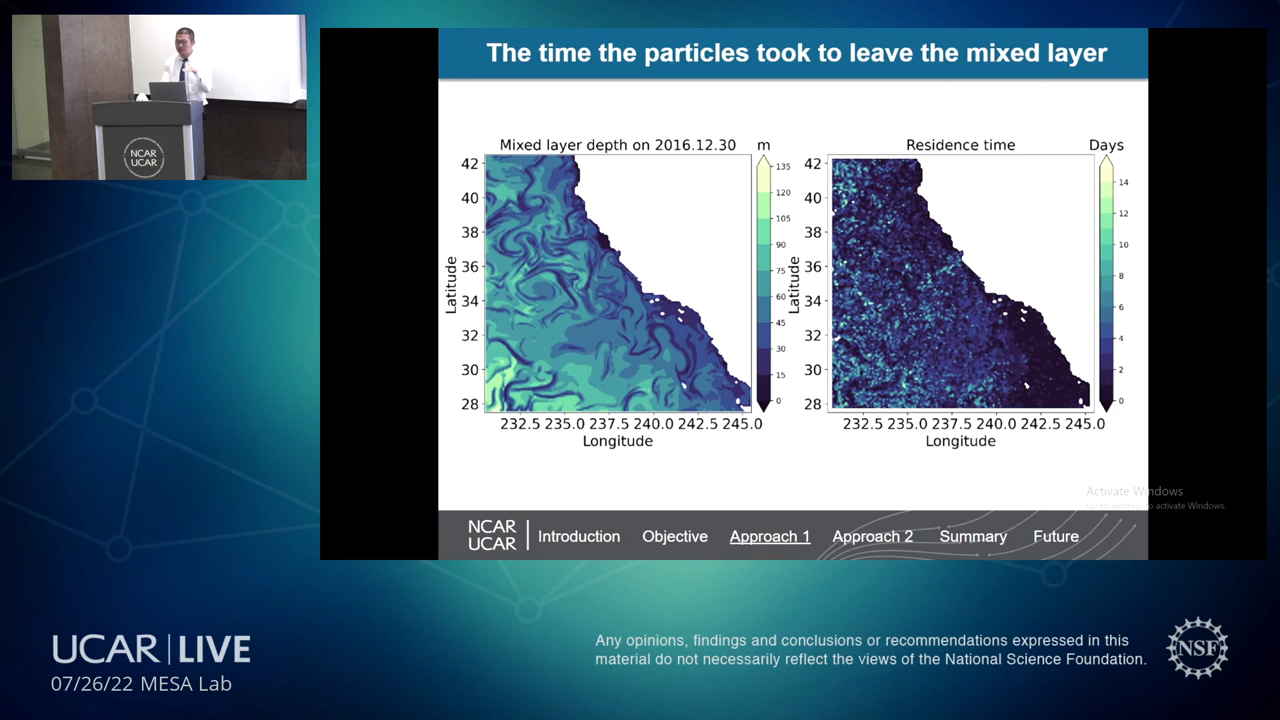 NCAR
UCAR
The time the particles took to leave the mixed layer
Mixed layer depth on 2016.12.30
m
Latitude
42
40
38
36
34
32
30
28
232.5 235.0 237.5 240.0 242.5 245.0
Longitude
135
120
105
90
75
60
45
30
15
0
Residence time
Days
Latitude
42
40
38
36
34
32
30
28
232.5 235.0 237.5 240.0 242.5 245.0
Longitude
14
12
10
8
6
4
2
0
Activate Windows
Go to Settings to activate Windows.
NCAR
UCAR
Introduction Objective Approach 1 Approach 2 Summary Future
UCAR | LIVE
07/26/22 MESA Lab
Any opinions, findings and conclusions or recommendations expressed in this
material do not necessarily reflect the views of the National Science Foundation.
NSF